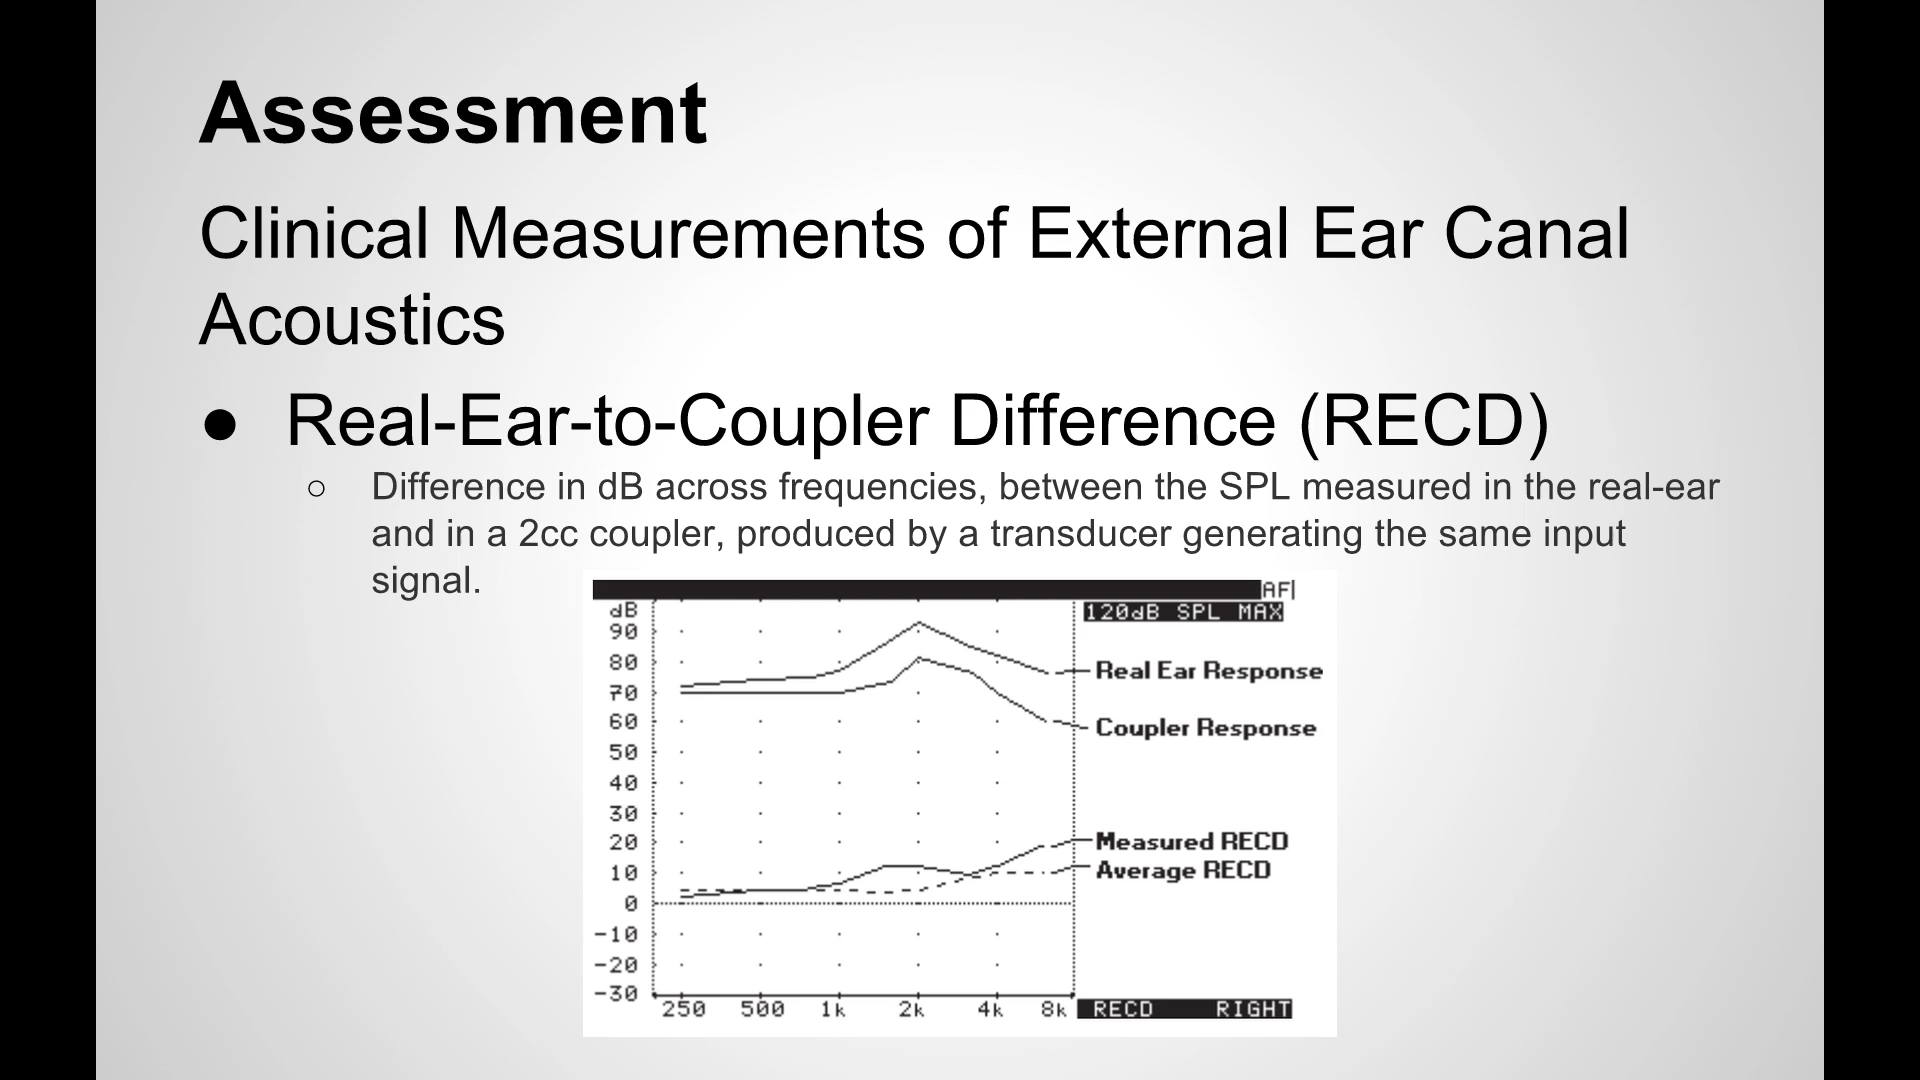 Assessment
Clinical Measurements of External Ear Canal
Acoustics
● Real-Ear-to-Coupler Difference (RECD)
○ Difference in dB across frequencies, between the SPL measured in the real-ear
and in a 2cc coupler, produced by a transducer generating the same input
signal.
AF
dB
120dB SPL MAX
90
80
Real Ear Response
70
60
Coupler Response
50
40
30
20
Measured RECD
10
Average RECD
0
-10
-20
-30
250 500 1k 2k 4k 8k
RECD RIGHT